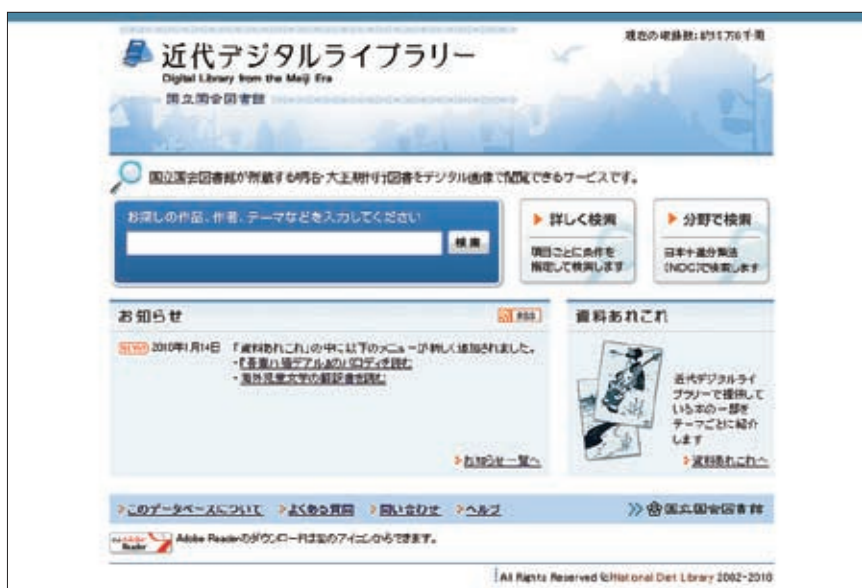 近代デジタルライブラリー
Digital Library from the Meiji Era
国立国会図書館
国立国会図書館が所蔵する明治・大正期刊行図書をデジタル画像で閲覧できるサービスです。
お探しの作品、作者、テーマなどを入力してください
検索
詳しく検索
項目ごとに条件を
指定して検索します
分野で検索
日本十進分類法
(NDC)で検索します
お知らせ
RSS
2010年1月14日 「資料あれこれ」の中に以下のメニューが新しく追加されました。
・海外児童文学の翻訳書を読む
お知らせ一覧へ
資料あれこれ
近代デジタルライ
ブラリーで提供して
いる本の一部を
テーマごとに紹介
します
資料あれこれへ
このデータベースについて
よくある質問
問い合わせ
ヘルプ
国立国会図書館
Adobe Readerのダウンロードは左のアイコンからできます。
All Rights Reserved ©National Diet Library 2002-2010